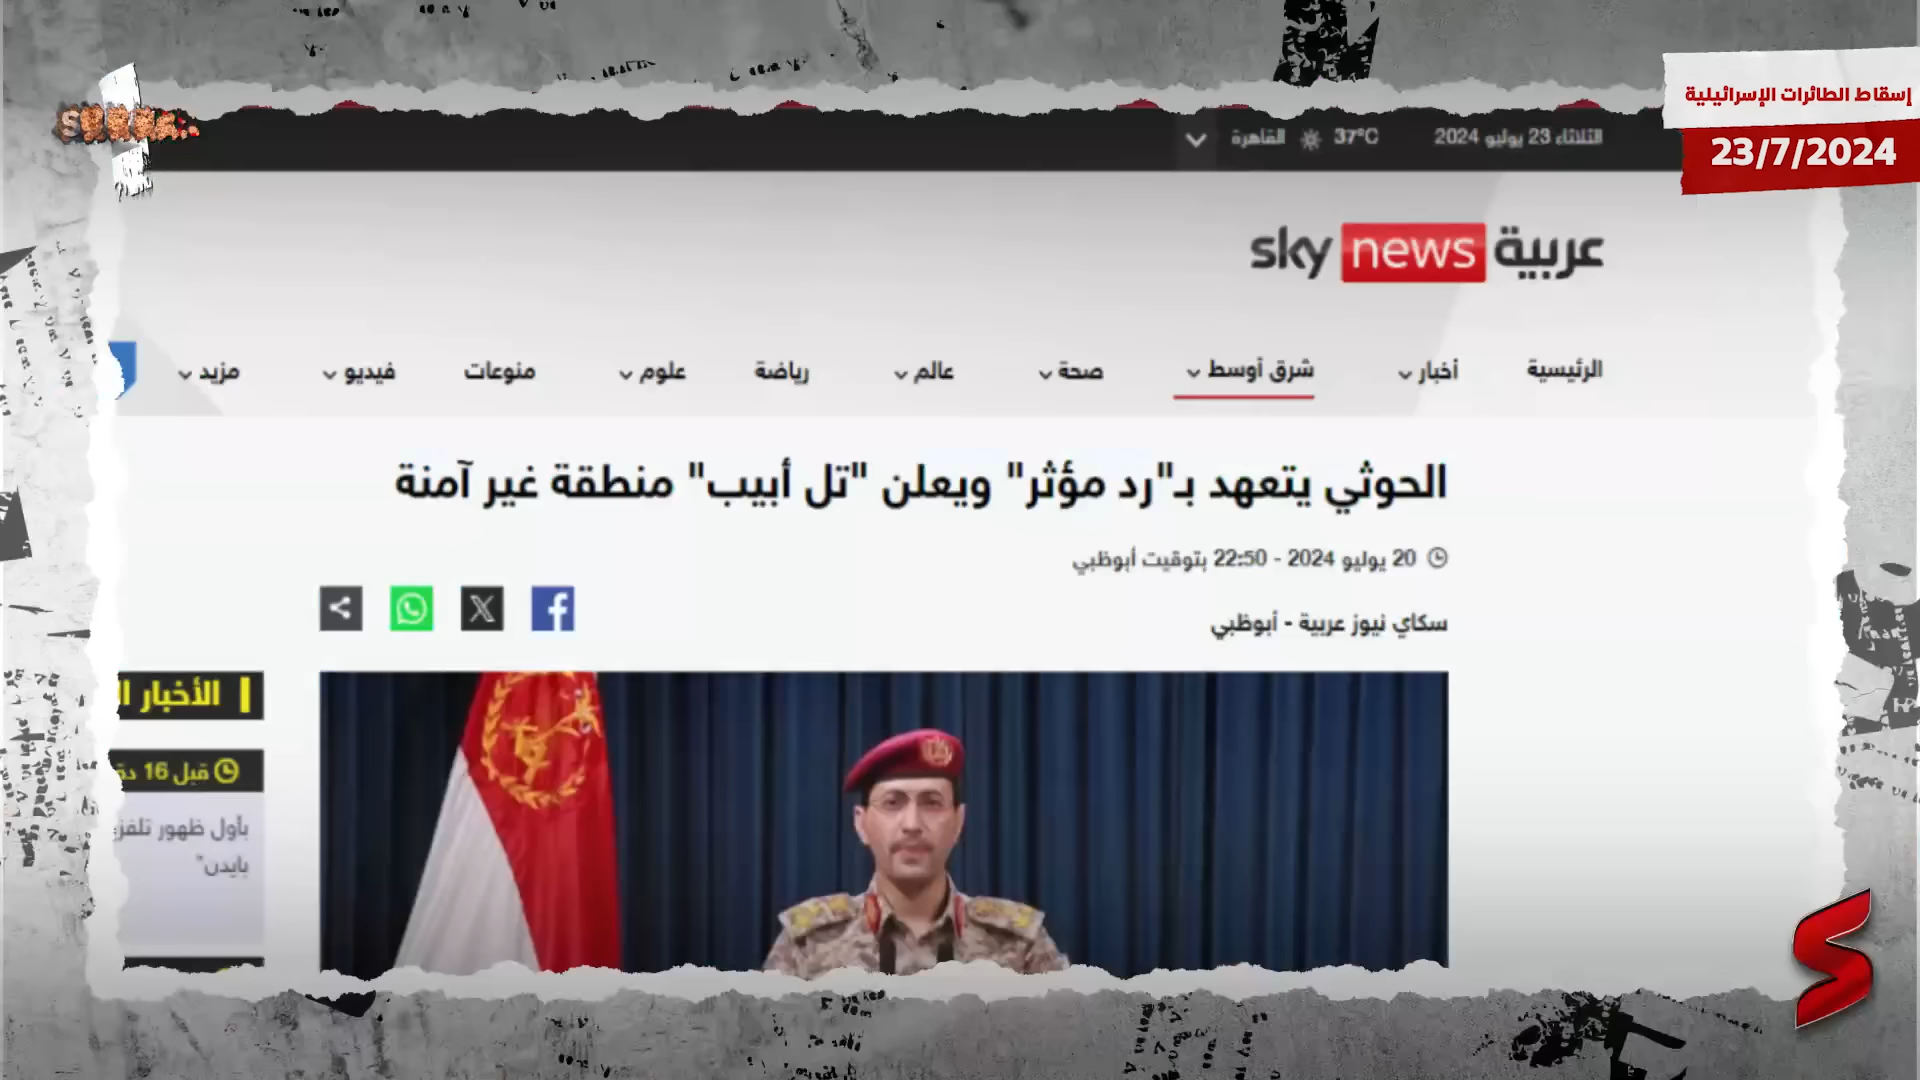 إسقاط الطائرات الإسرائيلية
23/7/2024
الثلاثاء 23 يوليو 2024
37°C
القاهرة
sky news عربية
الرئيسية
أخبار
شرق أوسط
صحة
عالم
رياضة
علوم
منوعات
فيديو
مزيد
الحوثي يتعهد بـ"رد مؤثر" ويعلن "تل أبيب" منطقة غير آمنة
20 يوليو 2024 - 22:50 بتوقيت أبوظبي
سكاي نيوز عربية - أبوظبي
الأخبار
قبل 16
بأول ظهور
بايدن"